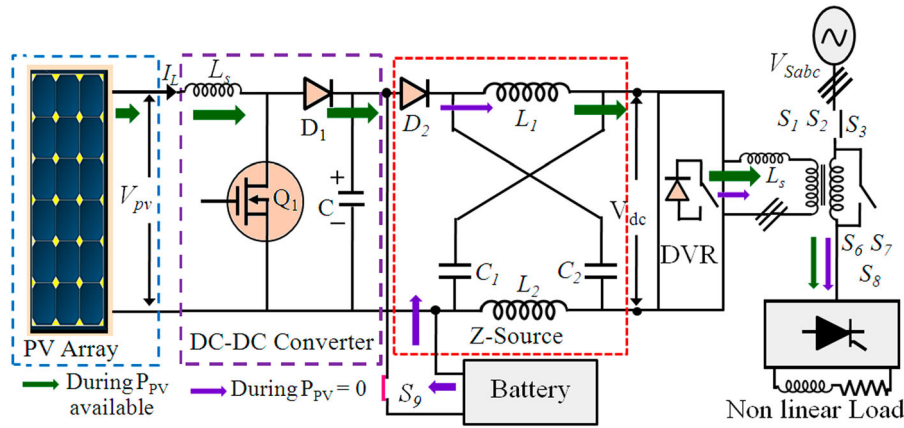 V_Sabc
I_L
L_s
D_1
D_2
L_1
S_1 S_2
S_3
V_pv
Q_1
+
C
−
V_dc
L_s
DVR
C_1
C_2
L_2
S_6 S_7
S_8
PV Array
DC-DC Converter
Z-Source
During P_PV
available
During P_PV = 0
S_9
Battery
Non linear Load